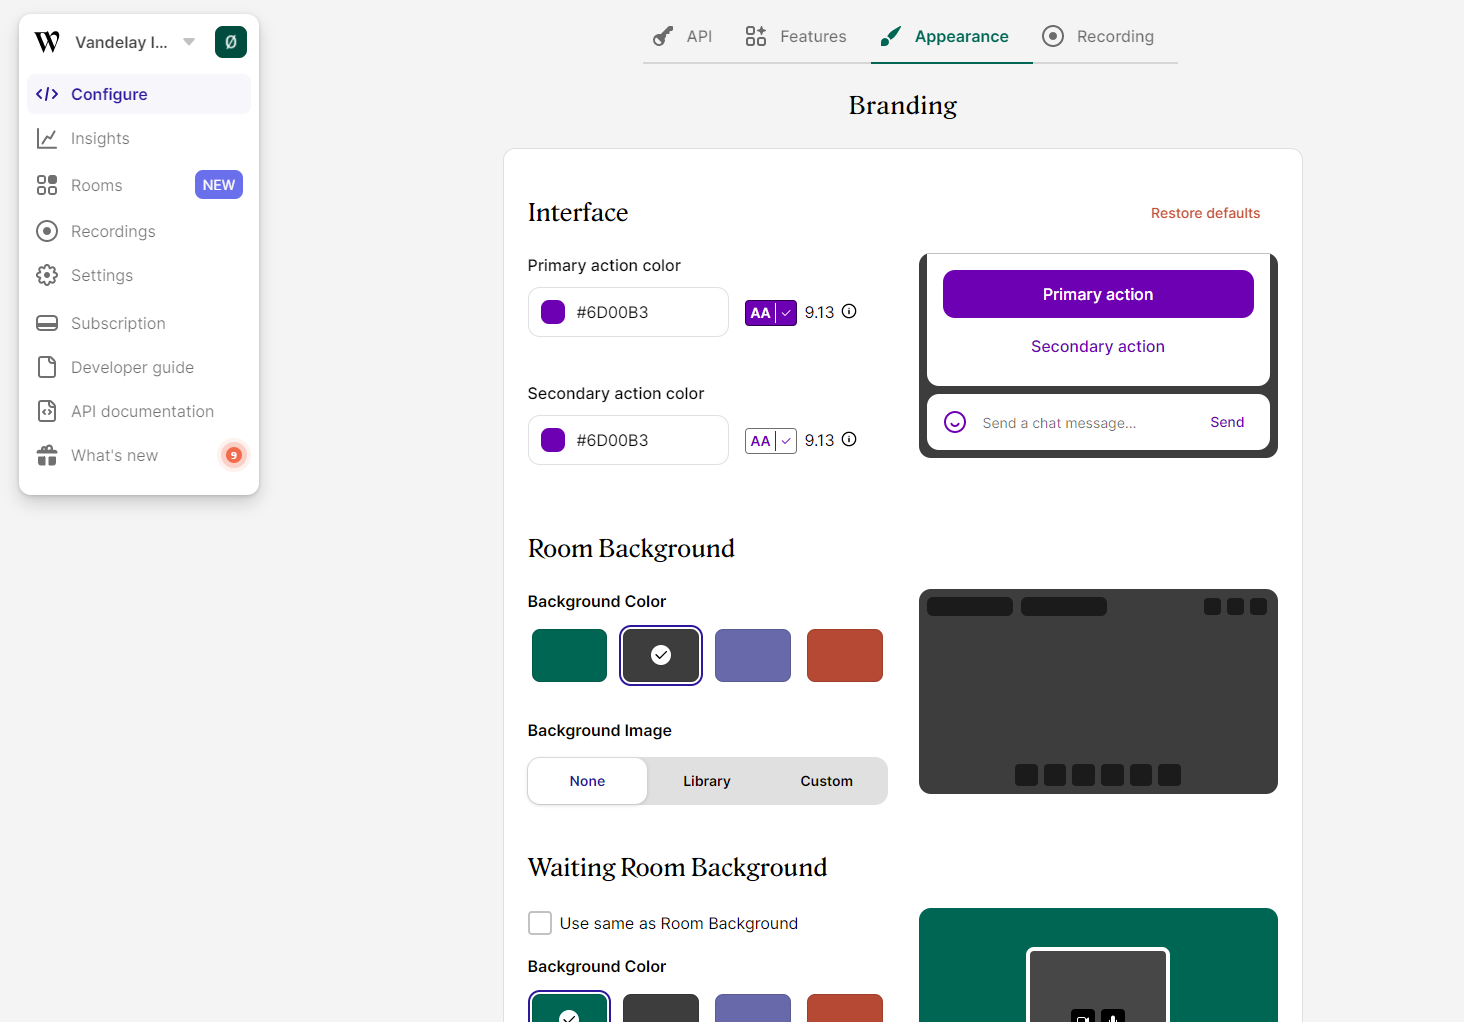 Vandelay I...
Ø
Configure
Insights
Rooms
NEW
Recordings
Settings
Subscription
Developer guide
API documentation
What's new
9
API
Features
Appearance
Recording
Branding
Interface
Restore defaults
Primary action color
#6D00B3
AA
9.13
Secondary action color
#6D00B3
AA
9.13
Primary action
Secondary action
Send a chat message...
Send
Room Background
Background Color
Background Image
None
Library
Custom
Waiting Room Background
Use same as Room Background
Background Color